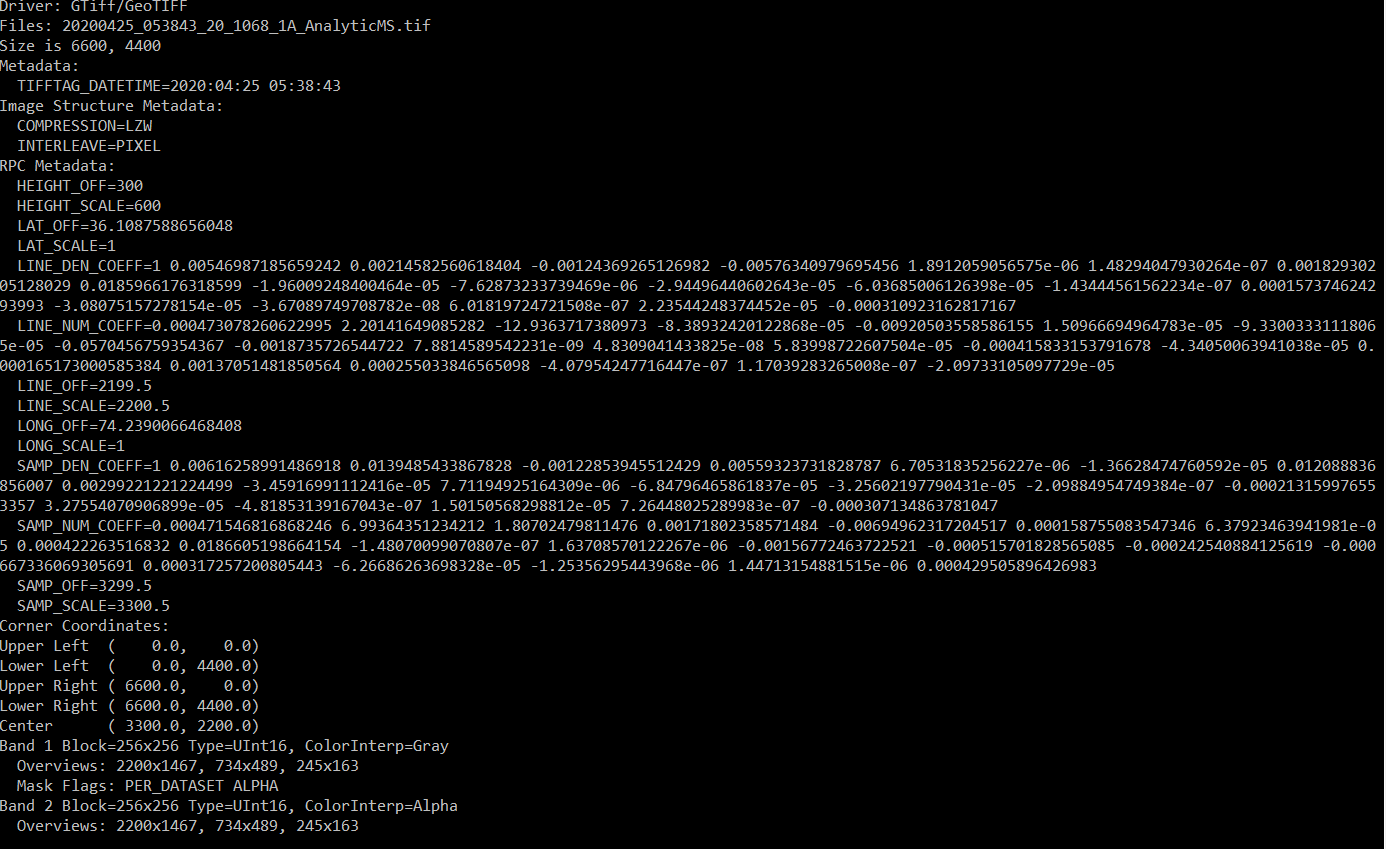 Driver: GTiff/GeoTIFF
Files: 20200425_053843_20_1068_1A_AnalyticMS.tif
Size is 6600, 4400
Metadata:
  TIFFTAG_DATETIME=2020:04:25 05:38:43
Image Structure Metadata:
  COMPRESSION=LZW
  INTERLEAVE=PIXEL
RPC Metadata:
  HEIGHT_OFF=300
  HEIGHT_SCALE=600
  LAT_OFF=36.1087588656048
  LAT_SCALE=1
  LINE_DEN_COEFF=1 0.00546987185659242 0.00214582560618404 -0.00124369265126982 -0.00576340979695456 1.8912059056575e-06 1.48294047930264e-07 0.001829302
05128029 0.0185966176318599 -1.96009248400464e-05 -7.62873233739469e-06 -2.94496440602643e-05 -6.03685006126398e-05 -1.43444561562234e-07 0.0001573746242
93993 -3.08075157278154e-05 -3.67089749708782e-08 6.01819724721508e-07 2.23544248374452e-05 -0.000310923162817167
  LINE_NUM_COEFF=0.000473078260622995 2.20141649085282 -12.9363717380973 -8.38932420122868e-05 -0.00920503558586155 1.50966694964783e-05 -9.3300333111806
5e-05 -0.0570456759354367 -0.0018735726544722 7.8814589542231e-09 4.8309041433825e-08 5.83998722607504e-05 -0.000415833153791678 -4.34050063941038e-05 0.
000165173000585384 0.00137051481850564 0.000255033846565098 -4.07954247716447e-07 1.17039283265008e-07 -2.09733105097729e-05
  LINE_OFF=2199.5
  LINE_SCALE=2200.5
  LONG_OFF=74.2390066468408
  LONG_SCALE=1
  SAMP_DEN_COEFF=1 0.00616258991486918 0.0139485433867828 -0.00122853945512429 0.00559323731828787 6.70531835256227e-06 -1.36628474760592e-05 0.012088836
856007 0.00299221221224499 -3.45916991112416e-05 7.71194925164309e-06 -6.84796465861837e-05 -3.25602197790431e-05 -2.09884954749384e-07 -0.00021315997655
3357 3.27554070906899e-05 -4.81853139167043e-07 1.50150568298812e-05 7.26448025289983e-07 -0.000307134863781047
  SAMP_NUM_COEFF=0.000471546816868246 6.99364351234212 1.80702479811476 0.00171802358571484 -0.00694962317204517 0.000158755083547346 6.37923463941981e-0
5 0.000422263516832 0.0186605198664154 -1.48070099070807e-07 1.63708570122267e-06 -0.00156772463722521 -0.000515701828565085 -0.000242540884125619 -0.000
667336069305691 0.000317257200805443 -6.26686263698328e-05 -1.25356295443968e-06 1.44713154881515e-06 0.000429505896426983
  SAMP_OFF=3299.5
  SAMP_SCALE=3300.5
Corner Coordinates:
Upper Left  (    0.0,    0.0)
Lower Left  (    0.0, 4400.0)
Upper Right ( 6600.0,    0.0)
Lower Right ( 6600.0, 4400.0)
Center      ( 3300.0, 2200.0)
Band 1 Block=256x256 Type=UInt16, ColorInterp=Gray
  Overviews: 2200x1467, 734x489, 245x163
  Mask Flags: PER_DATASET ALPHA
Band 2 Block=256x256 Type=UInt16, ColorInterp=Alpha
  Overviews: 2200x1467, 734x489, 245x163